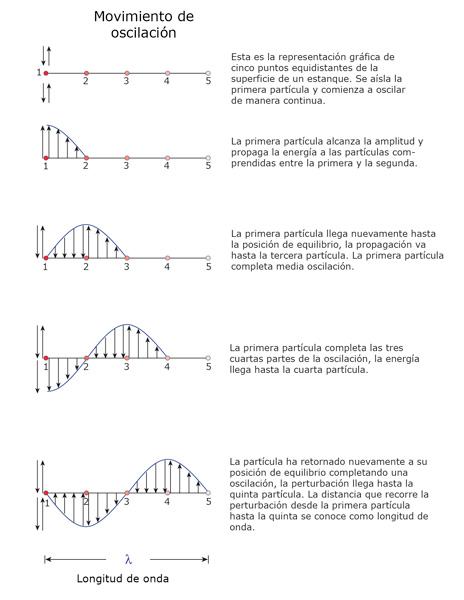 Movimiento de
oscilación
1
2
3
4
5
Esta es la representación gráfica de
cinco puntos equidistantes de la
superficie de un estanque. Se aísla la
primera partícula y comienza a oscilar
de manera continua.
1
2
3
4
5
La primera partícula alcanza la amplitud y
propaga la energía a las partículas com-
prendidas entre la primera y la segunda.
1
2
3
4
5
La primera partícula llega nuevamente hasta
la posición de equilibrio, la propagación va
hasta la tercera partícula. La primera partícula
completa media oscilación.
1
2
3
4
5
La primera partícula completa las tres
cuartas partes de la oscilación, la energía
llega hasta la cuarta partícula.
1
2
3
4
5
La partícula ha retornado nuevamente a su
posición de equilibrio completando una
oscilación, la perturbación llega hasta la
quinta partícula. La distancia que recorre la
perturbación desde la primera partícula
hasta la quinta se conoce como longitud de
onda.
λ
Longitud de onda